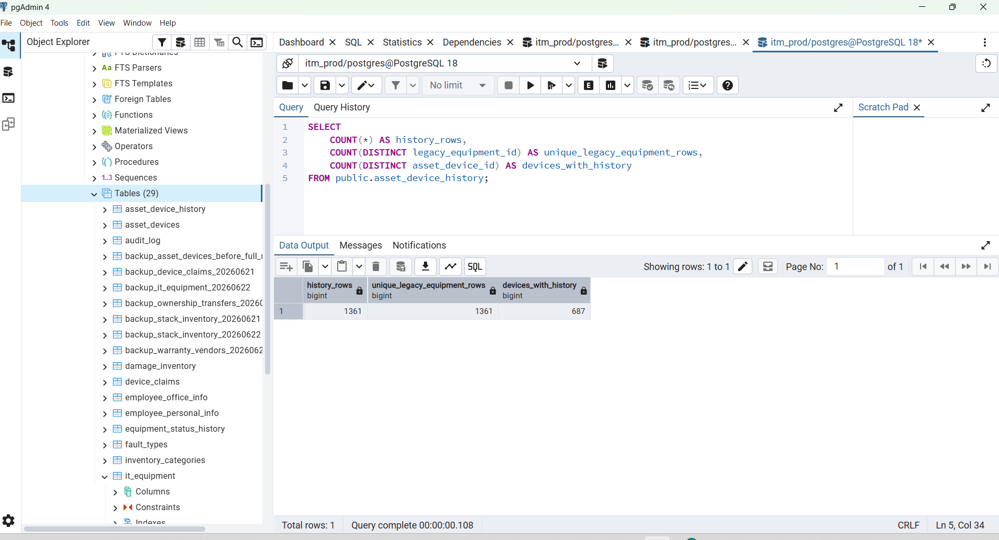 pgAdmin 4
File Object Tools Edit View Window Help
Object Explorer
Dashboard SQL Statistics Dependencies itm_prod/postgres... itm_prod/postgres... itm_prod/postgres@PostgreSQL 18*
FTS Dictionaries
Aa FTS Parsers
FTS Templates
Foreign Tables
Functions
Materialized Views
Operators
Procedures
1..3 Sequences
Tables (29)
asset_device_history
asset_devices
audit_log
backup_asset_devices_before_full_
backup_device_claims_20260621
backup_it_equipment_20260622
backup_ownership_transfers_2026
backup_stack_inventory_20260621
backup_stack_inventory_20260622
backup_warranty_vendors_202606
damage_inventory
device_claims
employee_office_info
employee_personal_info
equipment_status_history
fault_types
inventory_categories
it_equipment
Columns
Constraints
Indexes
itm_prod/postgres@PostgreSQL 18
No limit
E
Query Query History
Scratch Pad
1 SELECT
2 COUNT(*) AS history_rows,
3 COUNT(DISTINCT legacy_equipment_id) AS unique_legacy_equipment_rows,
4 COUNT(DISTINCT asset_device_id) AS devices_with_history
5 FROM public.asset_device_history;
Data Output Messages Notifications
SQL
Showing rows: 1 to 1
Page No: 1 of 1
history_rows unique_legacy_equipment_rows devices_with_history
bigint bigint bigint
1 1361 1361 687
Total rows: 1 Query complete 00:00:00.108
CRLF Ln 5, Col 34